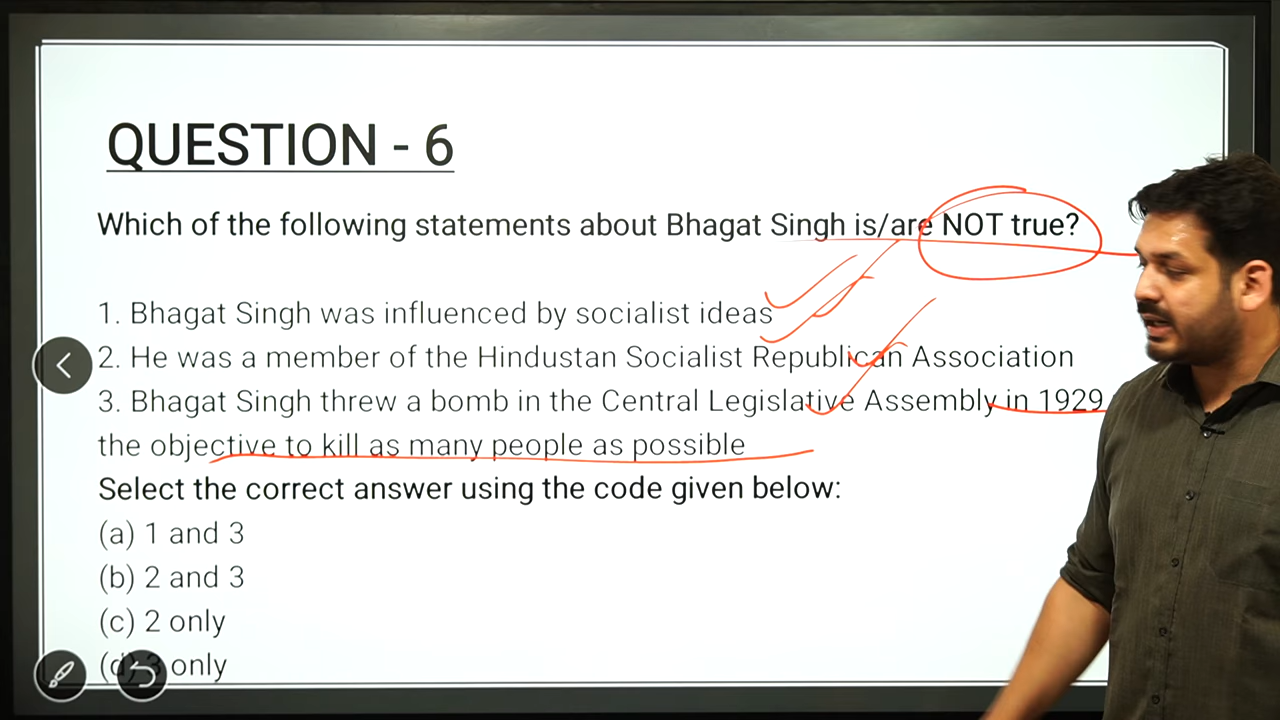 QUESTION - 6
Which of the following statements about Bhagat Singh is/are NOT true?
1. Bhagat Singh was influenced by socialist ideas
2. He was a member of the Hindustan Socialist Republican Association
3. Bhagat Singh threw a bomb in the Central Legislative Assembly in 1929
the objective to kill as many people as possible
Select the correct answer using the code given below:
(a) 1 and 3
(b) 2 and 3
(c) 2 only
(d) 3 only